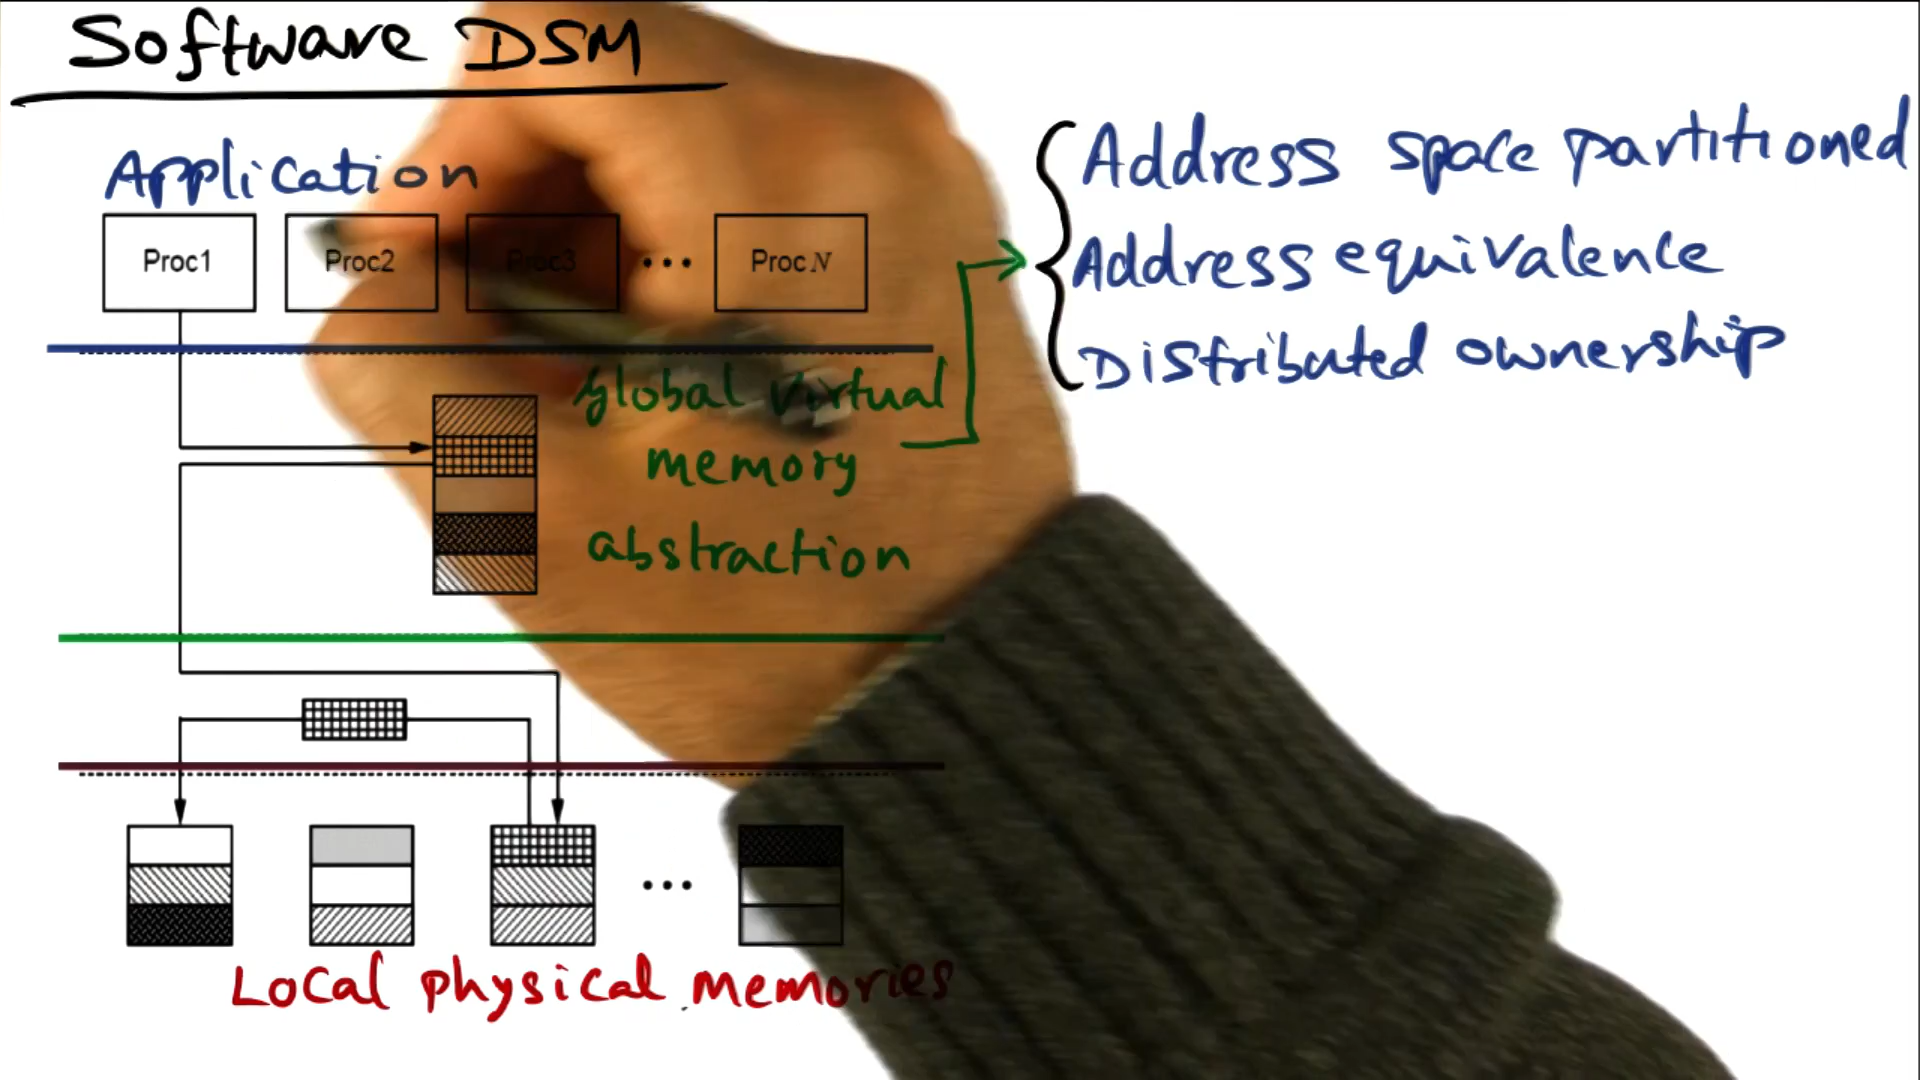 Software DSM
Application
Proc1 Proc2 Proc3 ... Proc N
Global virtual
memory
abstraction
Address space partitioned
Address equivalence
Distributed ownership
...
Local physical memories